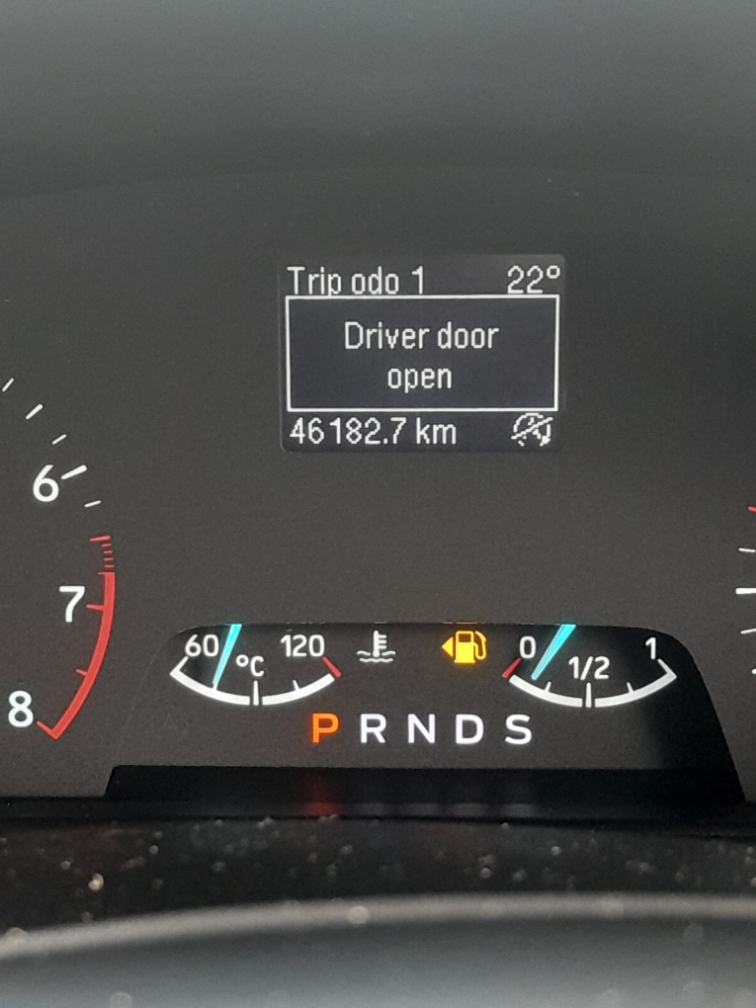 Trip odo 1 22°
Driver door
open
46182.7 km
6
7
8
60 °C 120
0 1/2 1
P R N D S